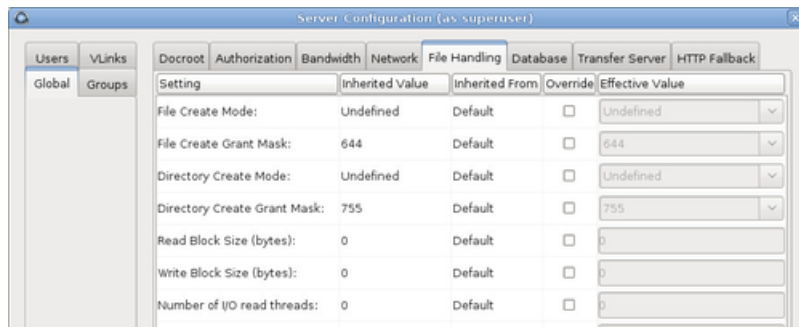 Server Configuration (as superuser)
Users VLinks Docroot Authorization Bandwidth Network File Handling Database Transfer Server HTTP Fallback
Global Groups Setting Inherited Value Inherited From Override Effective Value
File Create Mode: Undefined Default Undefined
File Create Grant Mask: 644 Default 644
Directory Create Mode: Undefined Default Undefined
Directory Create Grant Mask: 755 Default 755
Read Block Size (bytes): 0 Default 0
Write Block Size (bytes): 0 Default 0
Number of I/O read threads: 0 Default 0